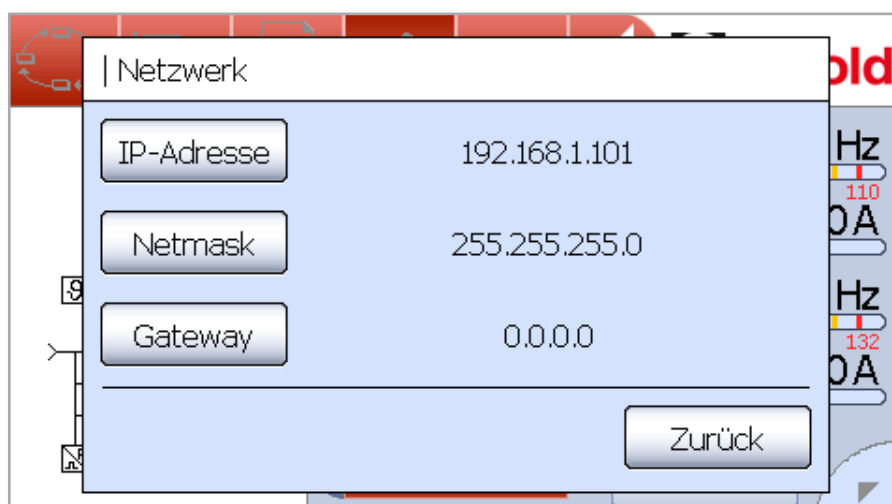 | Netzwerk
old
IP-Adresse 192.168.1.101
Hz
110
0A
Netmask 255.255.255.0
Hz
132
0A
Gateway 0.0.0.0
Zurück